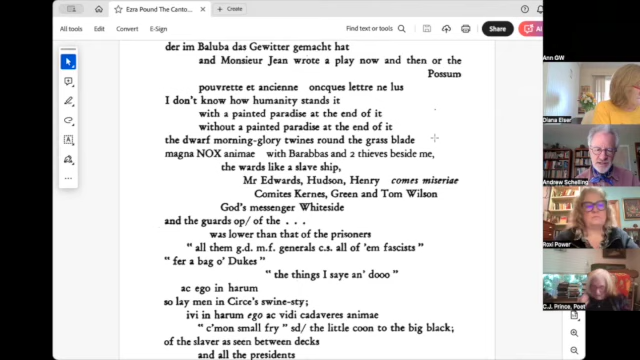 Ezra Pound The Canto...
+ Create
All tools
Edit
Convert
E-Sign
Find text or tools
Share
AI
der im Baluba das Gewitter gemacht hat
and Monsieur Jean wrote a play now and then or the
Possum
pouvrette et ancienne oncques lettre ne lus
I don't know how humanity stands it
with a painted paradise at the end of it
without a painted paradise at the end of it
the dwarf morning-glory twines round the grass blade
magna NOX animae with Barabbas and 2 thieves beside me,
the wards like a slave ship,
Mr Edwards, Hudson, Henry comes miseriae
Comites Kernes, Green and Tom Wilson
God's messenger Whiteside
and the guards op/ of the . . .
was lower than that of the prisoners
" all them g.d. m.f. generals c.s. all of 'em fascists "
" fer a bag o' Dukes "
" the things I saye an' dooo "
ac ego in harum
so lay men in Circe's swine-sty;
ivi in harum ego ac vidi cadaveres animae
" c'mon small fry " sd/ the little coon to the big black;
of the slaver as seen between decks
and all the presidents
Ann GW
Diana Elser
Andrew Schelling
Roxi Power
C.J. Prince, Poet